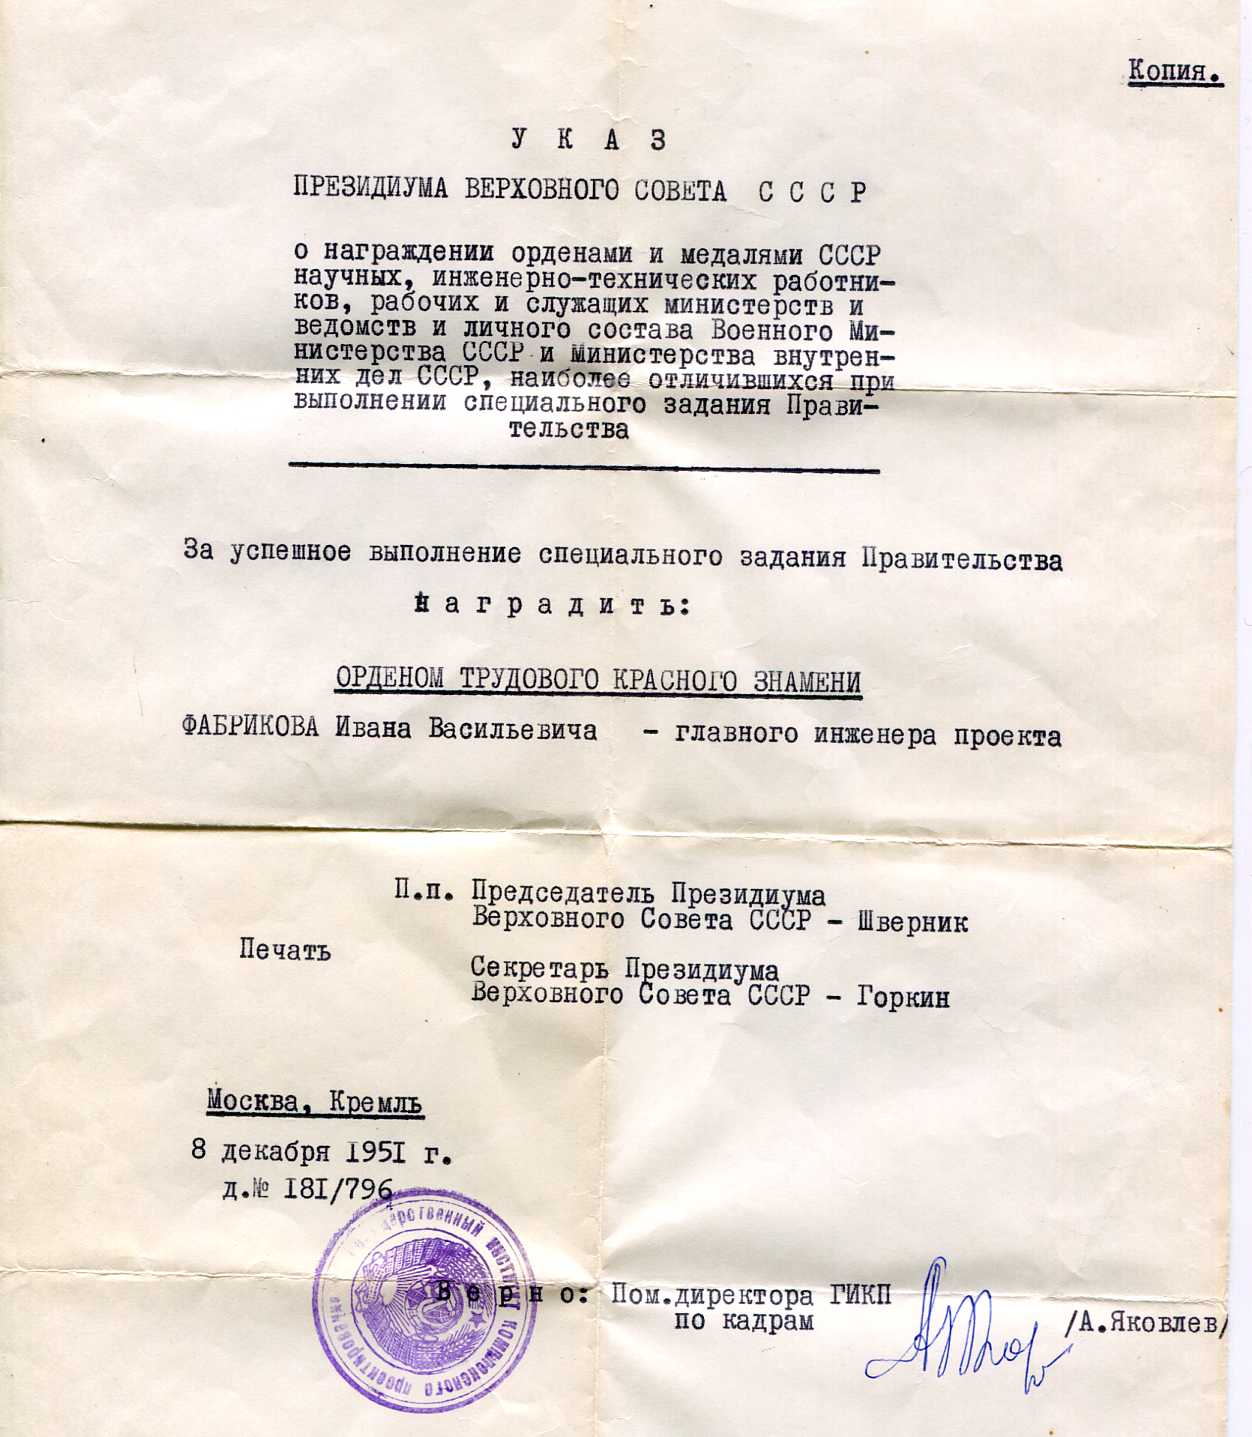 Копия.
У К А З
ПРЕЗИДИУМА ВЕРХОВНОГО СОВЕТА С С С Р
о награждении орденами и медалями СССР
научных, инженерно-технических работни-
ков, рабочих и служащих министерств и
ведомств и личного состава Военного Ми-
нистерства СССР и Министерства внутрен-
них дел СССР, наиболее отличившихся при
выполнении специального задания Прави-
тельства
За успешное выполнение специального задания Правительства
н а г р а д и т ь:
ОРДЕНОМ ТРУДОВОГО КРАСНОГО ЗНАМЕНИ
ФАБРИКОВА Ивана Васильевича – главного инженера проекта
П.п. Председатель Президиума
Верховного Совета СССР – Шверник
Печать
Секретарь Президиума
Верховного Совета СССР – Горкин
Москва, Кремль
8 декабря 1951 г.
д.№ 181/796
Государственный институт комплексного проектирования
В е р н о: Пом.директора ГИКП
по кадрам /А.Яковлев/